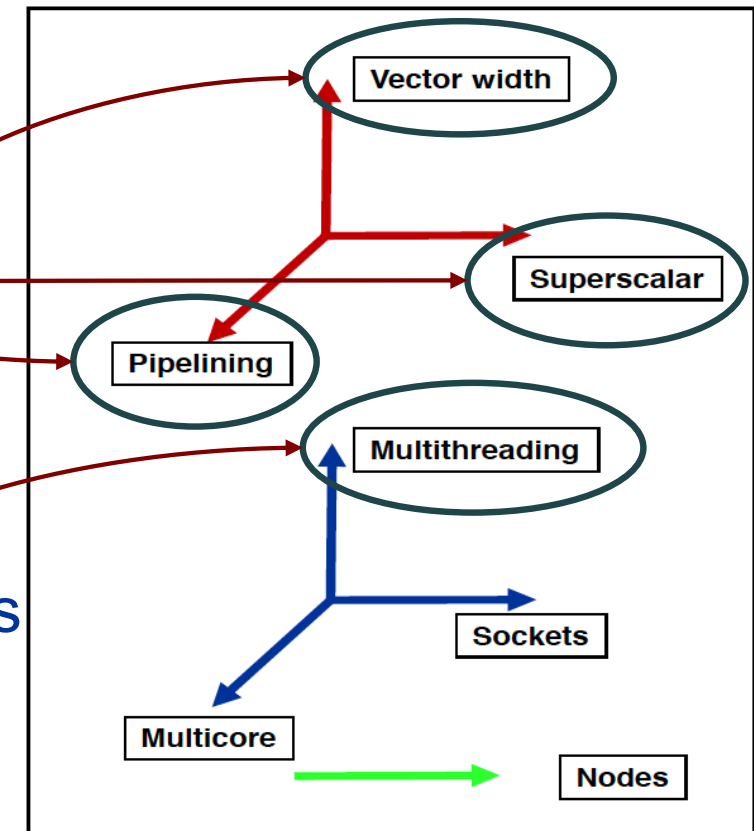 Vector width
Superscalar
Pipelining
Multithreading
s
Sockets
Multicore
Nodes